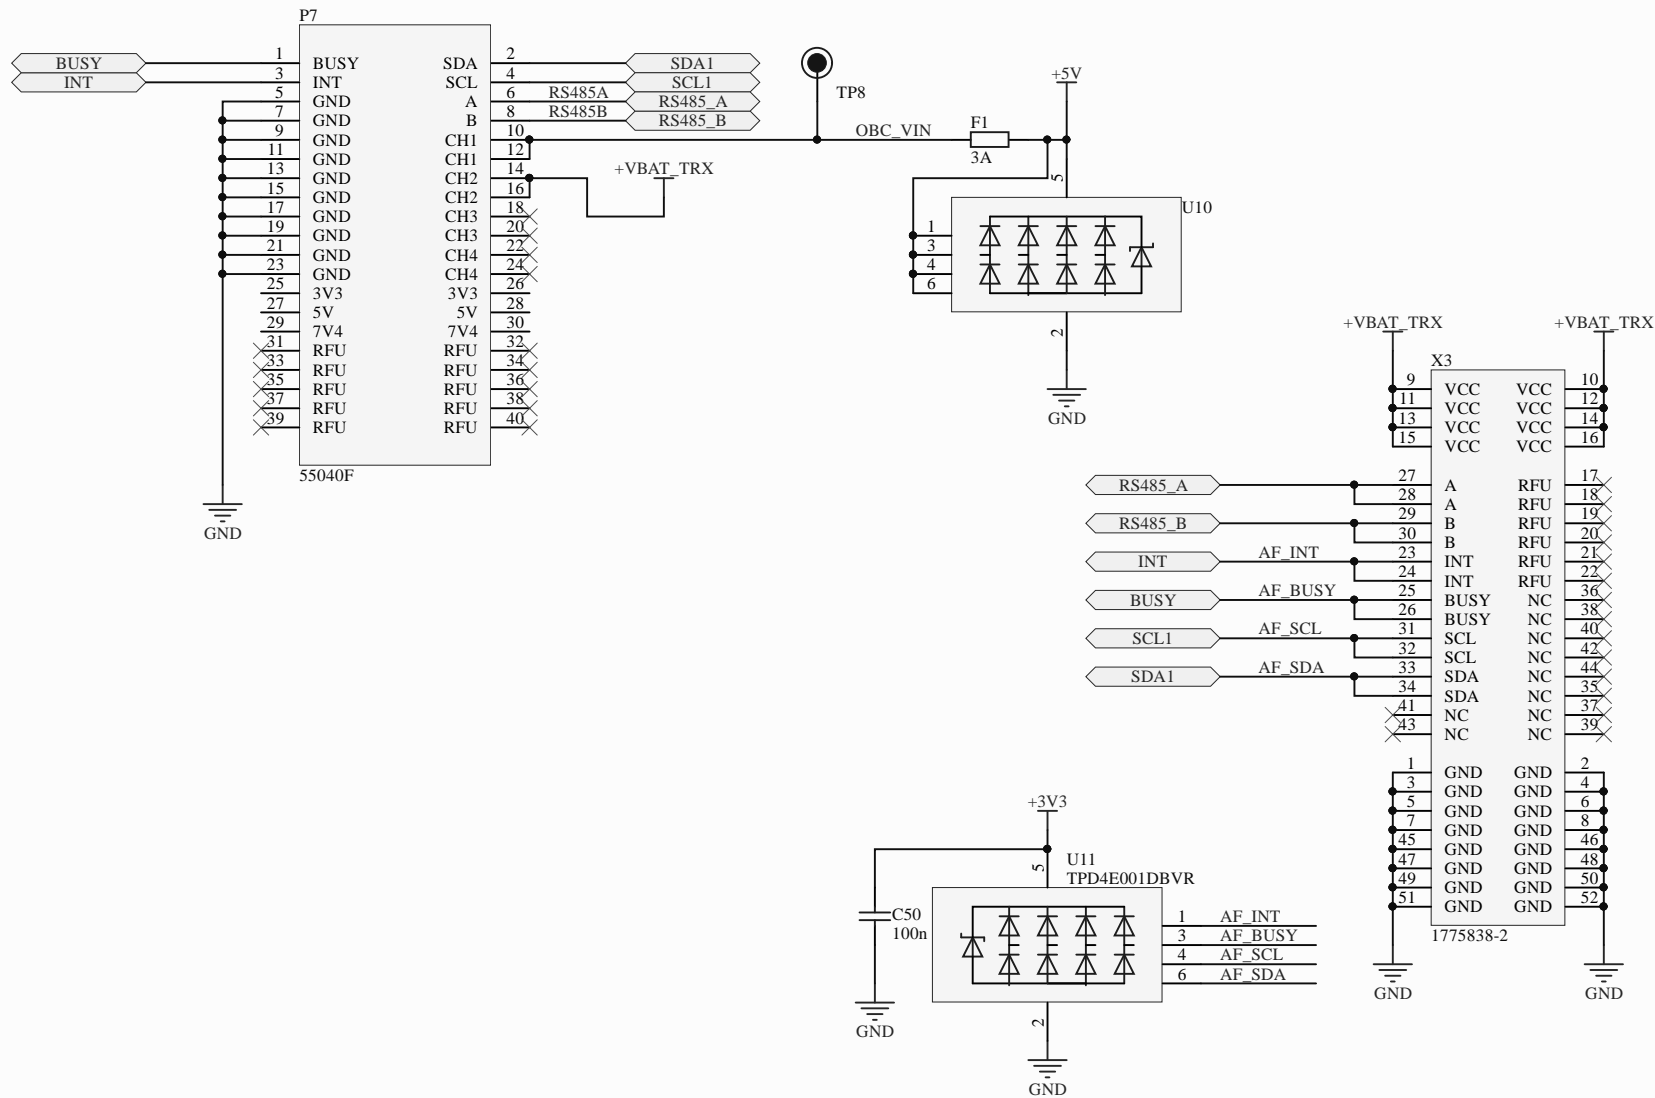 P7
BUSY 1 BUSY SDA 2 SDA1
INT 3 INT SCL 4 SCL1
5 GND A 6 RS485A RS485_A
7 GND B 8 RS485B RS485_B
9 GND CH1 10
11 GND CH1 12
13 GND CH2 14
15 GND CH2 16
17 GND CH3 18
19 GND CH3 20
21 GND CH4 22
23 GND CH4 24
25 3V3 3V3 26
27 5V 5V 28
29 7V4 7V4 30
31 RFU RFU 32
33 RFU RFU 34
35 RFU RFU 36
37 RFU RFU 38
39 RFU RFU 40
55040F
GND
+VBAT_TRX
TP8
OBC_VIN
F1
3A
+5V
5
U10
1
3
4
6
2
GND
+VBAT_TRX +VBAT_TRX
X3
9 VCC VCC 10
11 VCC VCC 12
13 VCC VCC 14
15 VCC VCC 16
RS485_A 27 A RFU 17
28 A RFU 18
RS485_B 29 B RFU 19
30 B RFU 20
INT AF_INT 23 INT RFU 21
24 INT RFU 22
BUSY AF_BUSY 25 BUSY NC 36
26 BUSY NC 38
SCL1 AF_SCL 31 SCL NC 40
32 SCL NC 42
SDA1 AF_SDA 33 SDA NC 44
34 SDA NC 35
41 NC NC 37
43 NC NC 39
1 GND GND 2
3 GND GND 4
5 GND GND 6
7 GND GND 8
45 GND GND 46
47 GND GND 48
49 GND GND 50
51 GND GND 52
1775838-2
GND GND
+3V3
5
U11
TPD4E001DBVR
C50
100n
GND
1 AF_INT
3 AF_BUSY
4 AF_SCL
6 AF_SDA
2
GND